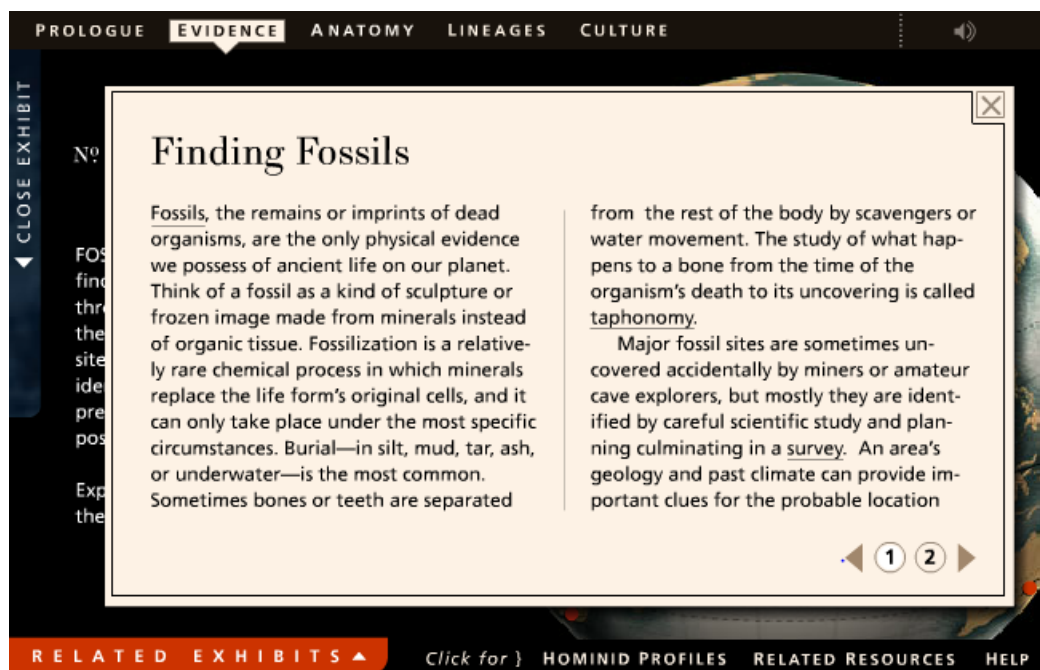 PROLOGUE EVIDENCE ANATOMY LINEAGES CULTURE
CLOSE EXHIBIT
Nº
FOS
find
thro
the
site
ide
pre
pos
Exp
the
Finding Fossils
Fossils, the remains or imprints of dead
organisms, are the only physical evidence
we possess of ancient life on our planet.
Think of a fossil as a kind of sculpture or
frozen image made from minerals instead
of organic tissue. Fossilization is a relative-
ly rare chemical process in which minerals
replace the life form's original cells, and it
can only take place under the most specific
circumstances. Burial—in silt, mud, tar, ash,
or underwater—is the most common.
Sometimes bones or teeth are separated
from the rest of the body by scavengers or
water movement. The study of what hap-
pens to a bone from the time of the
organism's death to its uncovering is called
taphonomy.
Major fossil sites are sometimes un-
covered accidentally by miners or amateur
cave explorers, but mostly they are ident-
ified by careful scientific study and plan-
ning culminating in a survey. An area's
geology and past climate can provide im-
portant clues for the probable location
1 2
RELATED EXHIBITS
Click for } HOMINID PROFILES RELATED RESOURCES HELP